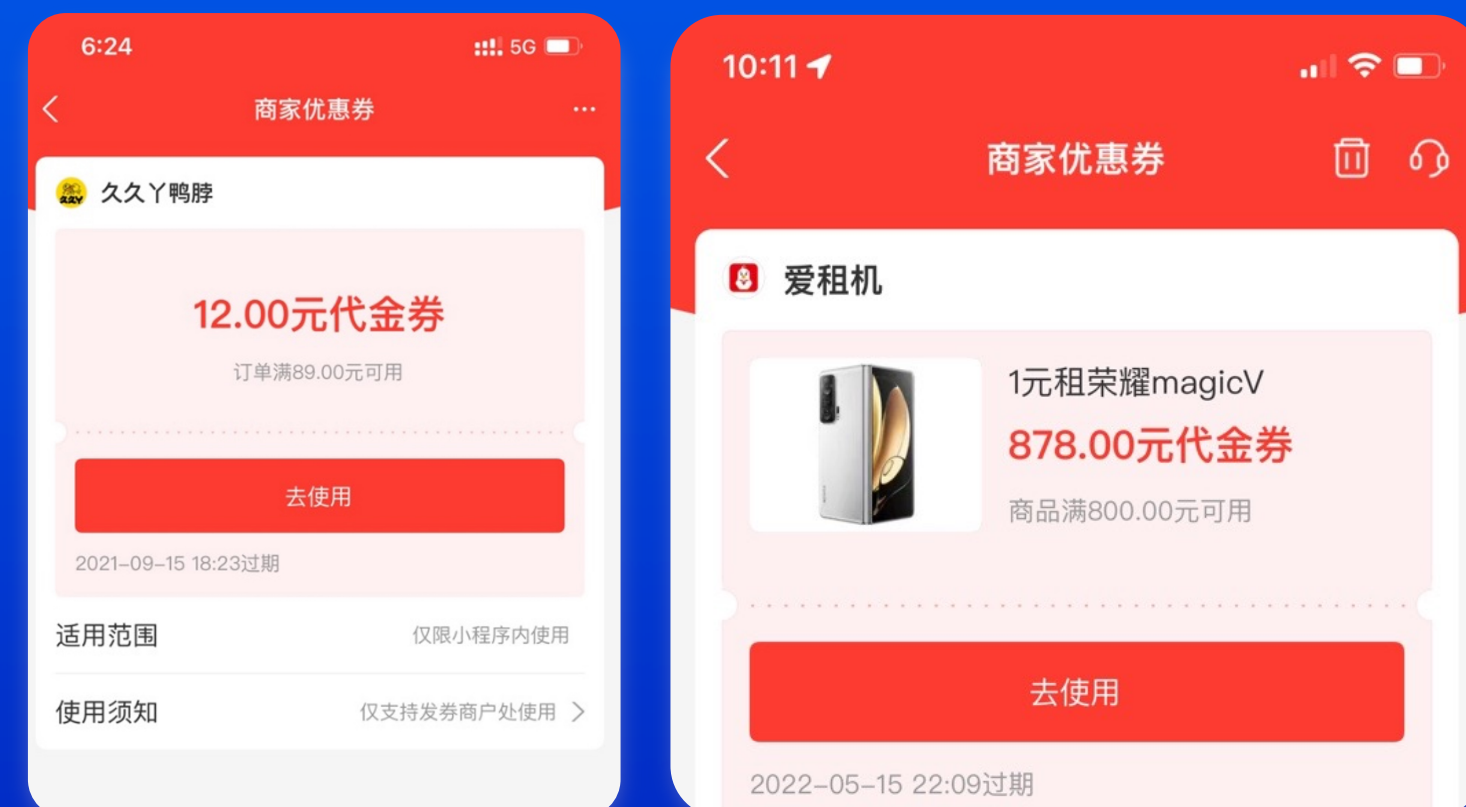 6:24
5G
商家优惠券
久久丫鸭脖
12.00元代金券
订单满89.00元可用
去使用
2021-09-15 18:23过期
适用范围
仅限小程序内使用
使用须知
仅支持发券商户处使用
10:11
商家优惠券
爱租机
1元租荣耀magicV
878.00元代金券
商品满800.00元可用
去使用
2022-05-15 22:09过期